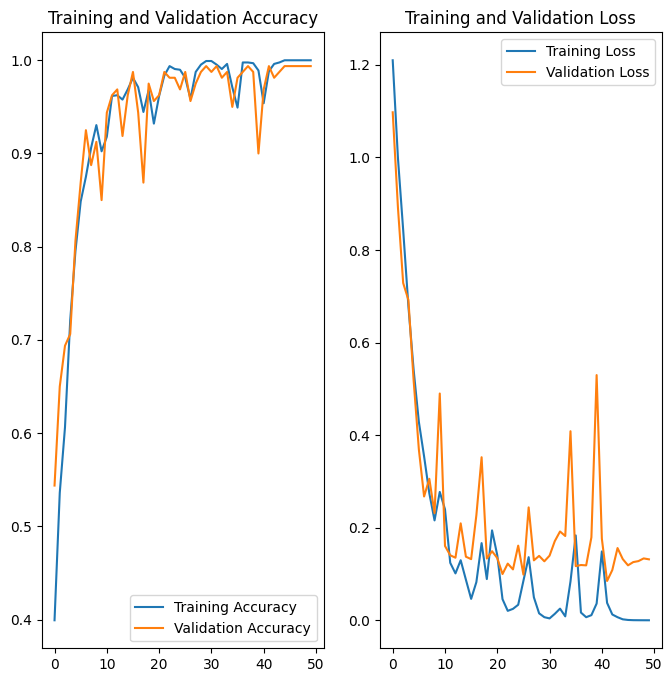 Training and Validation Accuracy
1.0
0.9
0.8
0.7
0.6
0.5
0.4
0 10 20 30 40 50
Training Accuracy
Validation Accuracy
Training and Validation Loss
1.2
1.0
0.8
0.6
0.4
0.2
0.0
0 10 20 30 40 50
Training Loss
Validation Loss